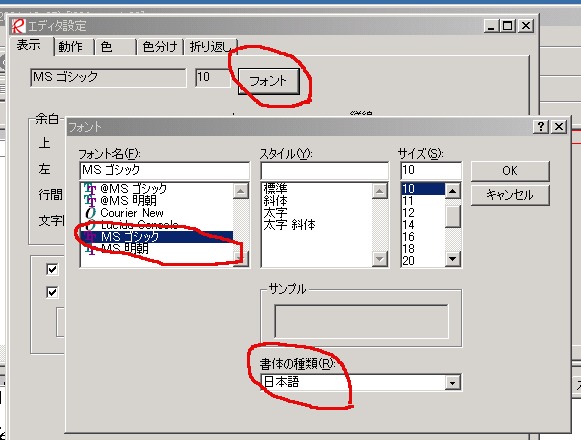 エディタ設定
表示 動作 色 色分け 折り返し
MS ゴシック 10 フォント
余白
上
左
行間
フォント
フォント名(F):
MS ゴシック
@MS ゴシック
@MS 明朝
Courier New
Lucida Console
MS ゴシック
MS 明朝
スタイル(Y):
標準
斜体
太字
太字 斜体
サイズ(S):
10
10
11
12
14
16
18
20
OK
キャンセル
サンプル
書体の種類(R):
日本語